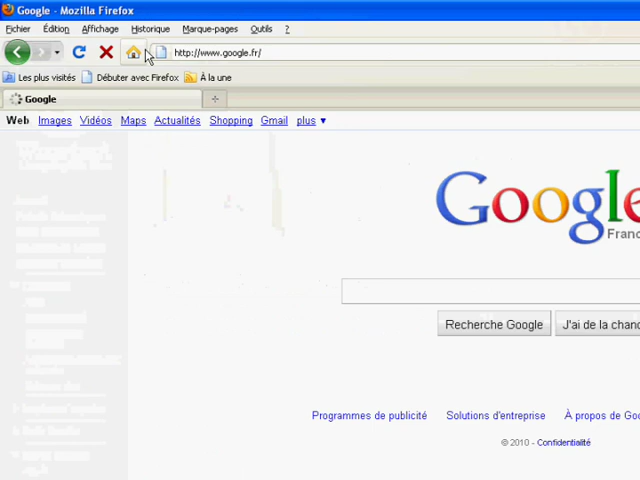 Google - Mozilla Firefox
Fichier Édition Affichage Historique Marque-pages Outils ?
http://www.google.fr/
Les plus visités Débuter avec Firefox À la une
Google
Web Images Vidéos Maps Actualités Shopping Gmail plus ▼
Google
Franc
Recherche Google J'ai de la chanc
Programmes de publicité Solutions d'entreprise À propos de Goo
© 2010 - Confidentialité